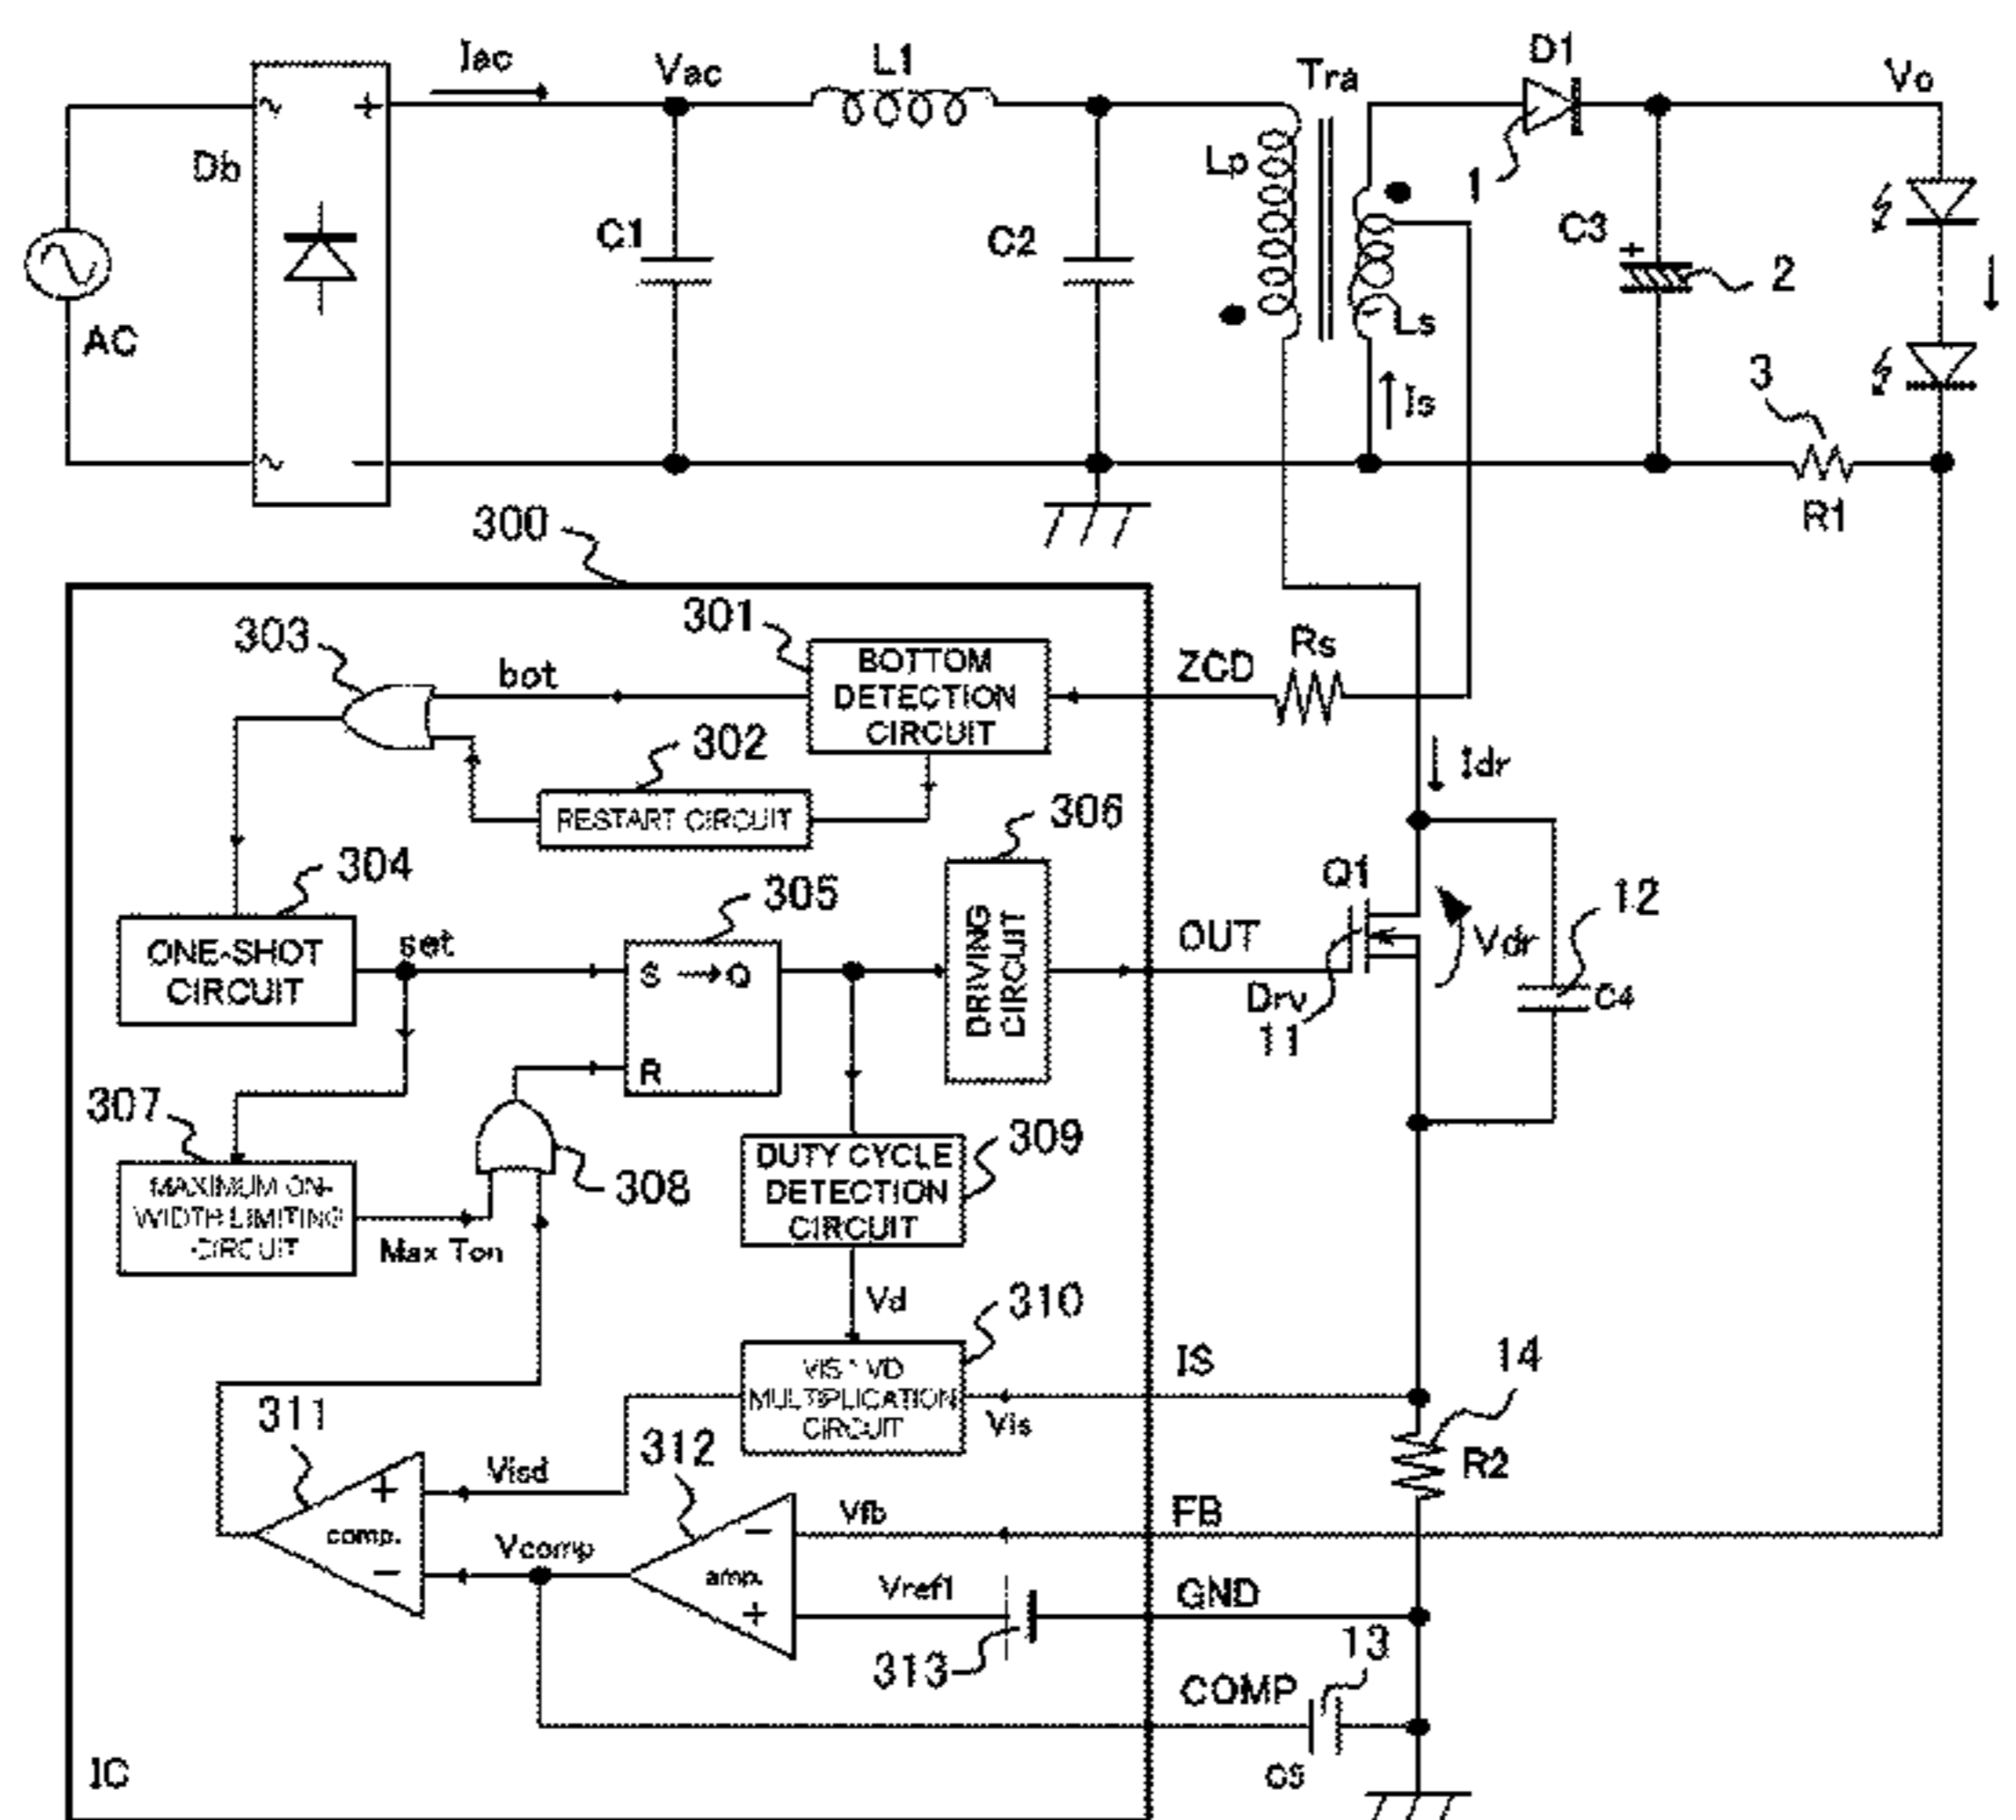 Iac
Vac
L1
Tra
D1
Vo
Db
~
+
Lp
1
C1
C2
C3
+
2
AC
Ls
3
Is
~
−
R1
300
301
303
bot
BOTTOM
DETECTION
CIRCUIT
ZCD
Rs
302
RESTART CIRCUIT
Idr
306
304
305
Q1
12
ONE-SHOT
CIRCUIT
set
S → Q
DRIVING
CIRCUIT
OUT
Vdr
Drv
11
C4
R
307
309
DUTY CYCLE
DETECTION
CIRCUIT
308
MAXIMUM ON-
WIDTH LIMITING
CIRCUIT
Max Ton
Vd
310
14
VIS * VD
MULTIPLICATION
CIRCUIT
IS
Vis
311
312
R2
Visd
+
comp.
−
Vcomp
Vfb
FB
−
amp.
+
Vref1
GND
313
13
COMP
C5
IC